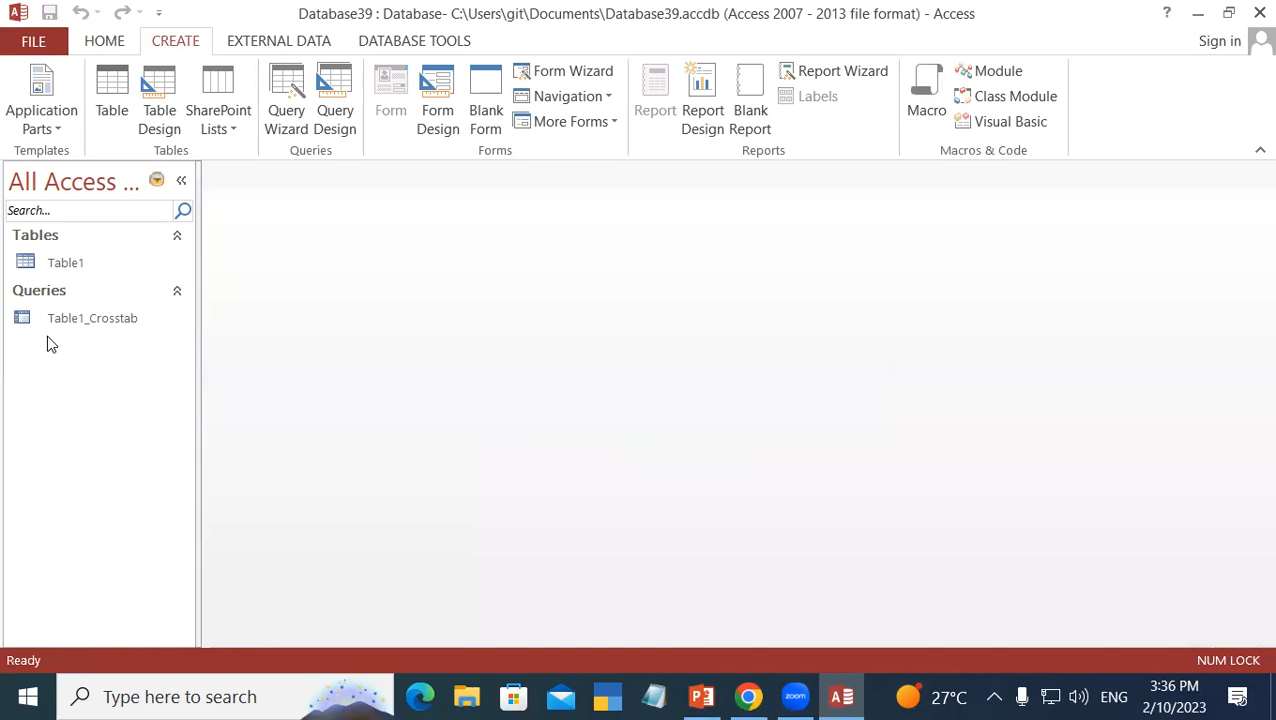 Database39 : Database- C:\Users\git\Documents\Database39.accdb (Access 2007 - 2013 file format) - Access
?
FILE HOME CREATE EXTERNAL DATA DATABASE TOOLS Sign in
Application Parts
Templates
Table
Table Design
SharePoint Lists
Tables
Query Wizard
Query Design
Queries
Form
Form Design
Blank Form
Form Wizard
Navigation
More Forms
Forms
Report
Report Design
Blank Report
Report Wizard
Labels
Reports
Macro
Module
Class Module
Visual Basic
Macros & Code
All Access ...
Search...
Tables
Table1
Queries
Table1_Crosstab
Ready NUM LOCK
Type here to search
27°C
ENG
3:36 PM
2/10/2023